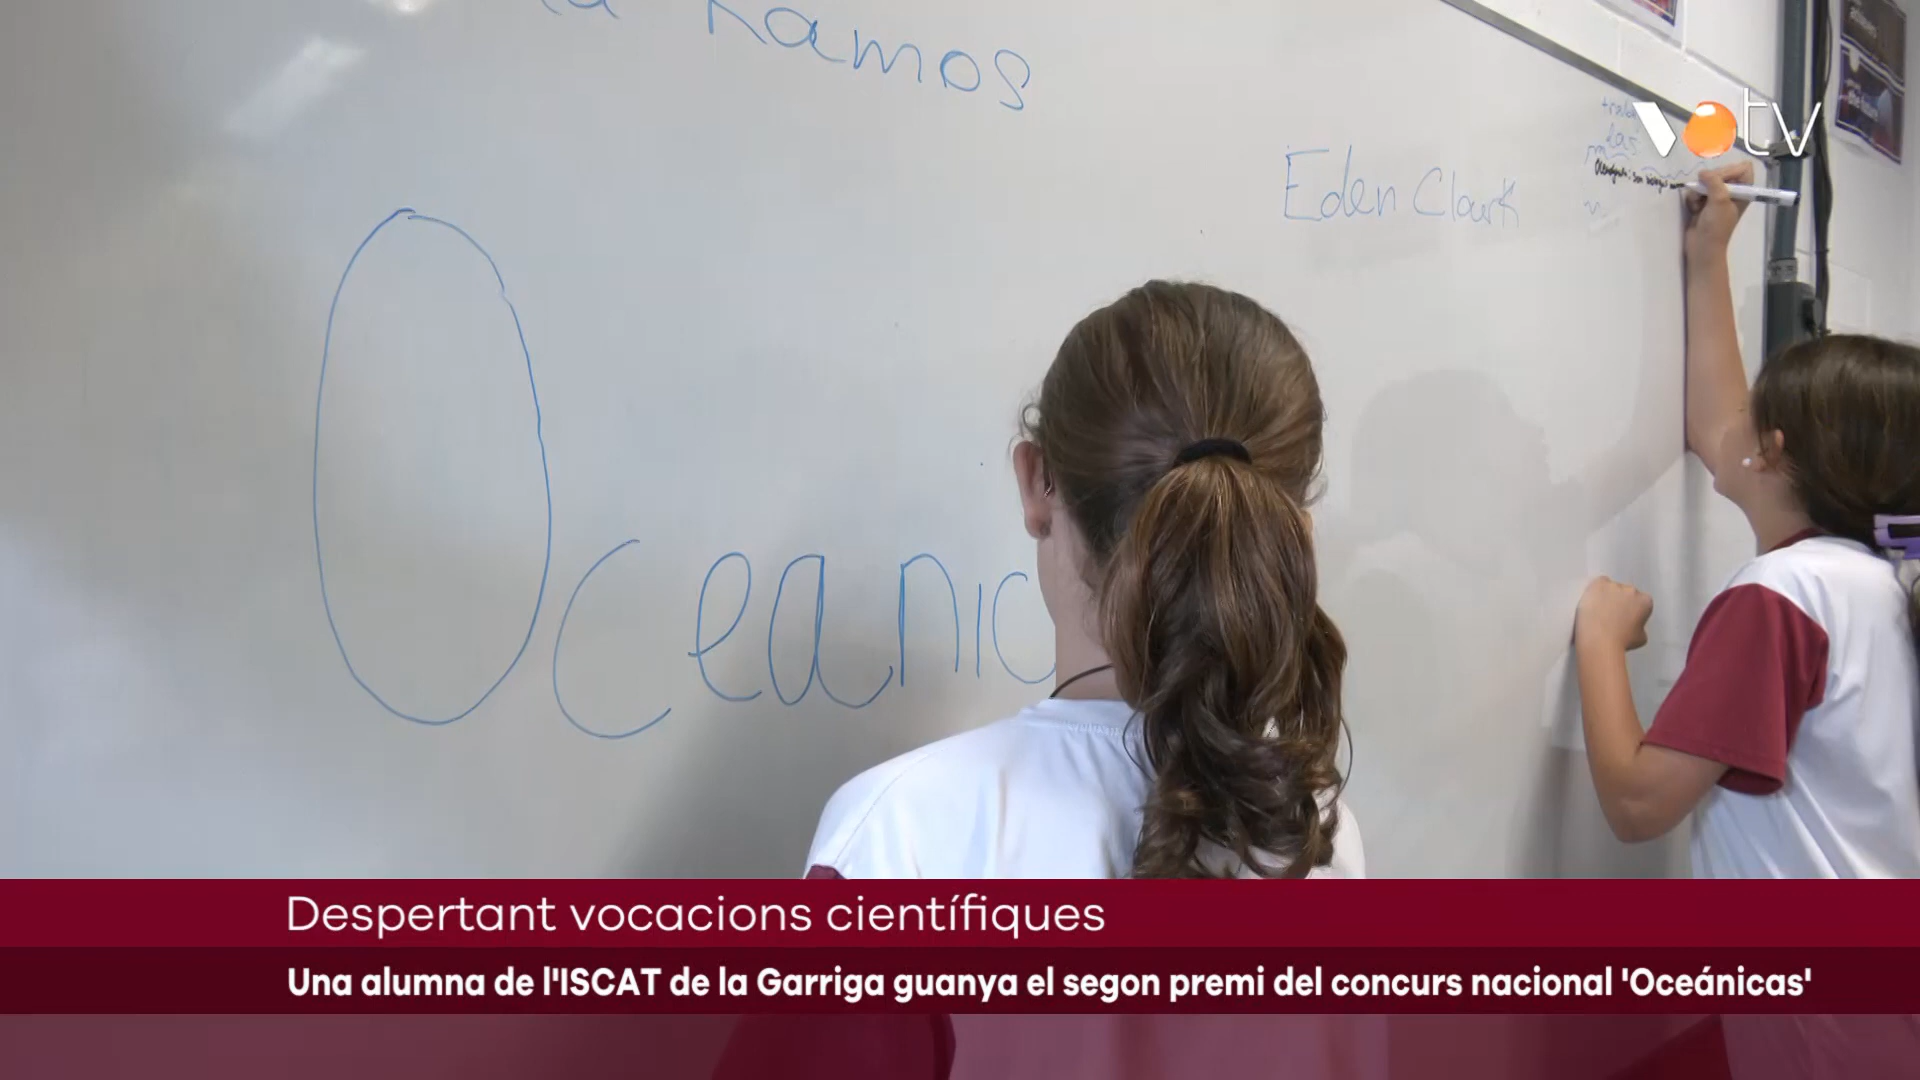 Ramos
votv
Eden Clark
Oceanic
Despertant vocacions científiques
Una alumna de l'ISCAT de la Garriga guanya el segon premi del concurs nacional 'Oceánicas'